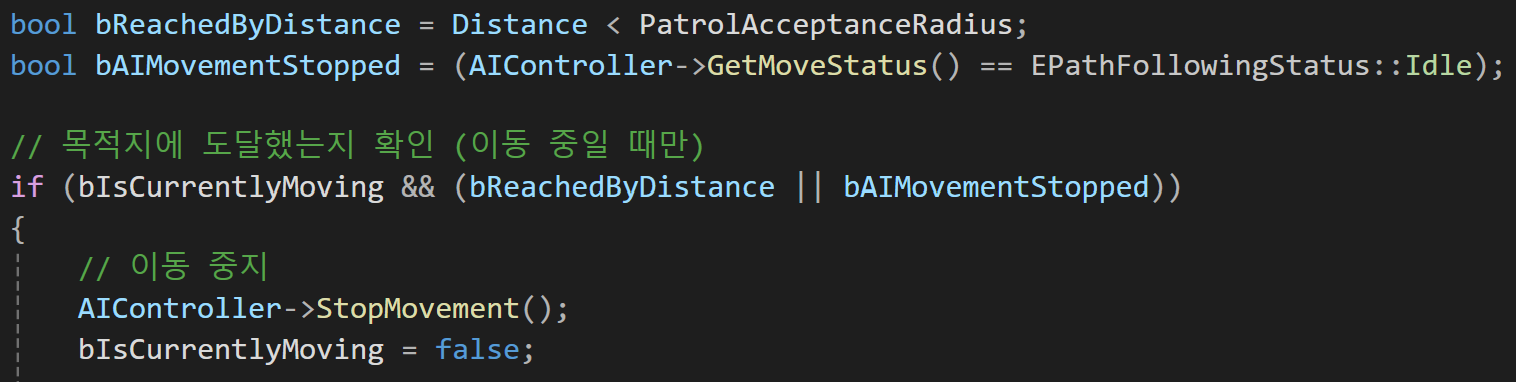 bool bReachedByDistance = Distance < PatrolAcceptanceRadius;
bool bAIMovementStopped = (AIController->GetMoveStatus() == EPathFollowingStatus::Idle);
// 목적지에 도달했는지 확인 (이동 중일 때만)
if (bIsCurrentlyMoving && (bReachedByDistance || bAIMovementStopped))
{
// 이동 중지
AIController->StopMovement();
bIsCurrentlyMoving = false;